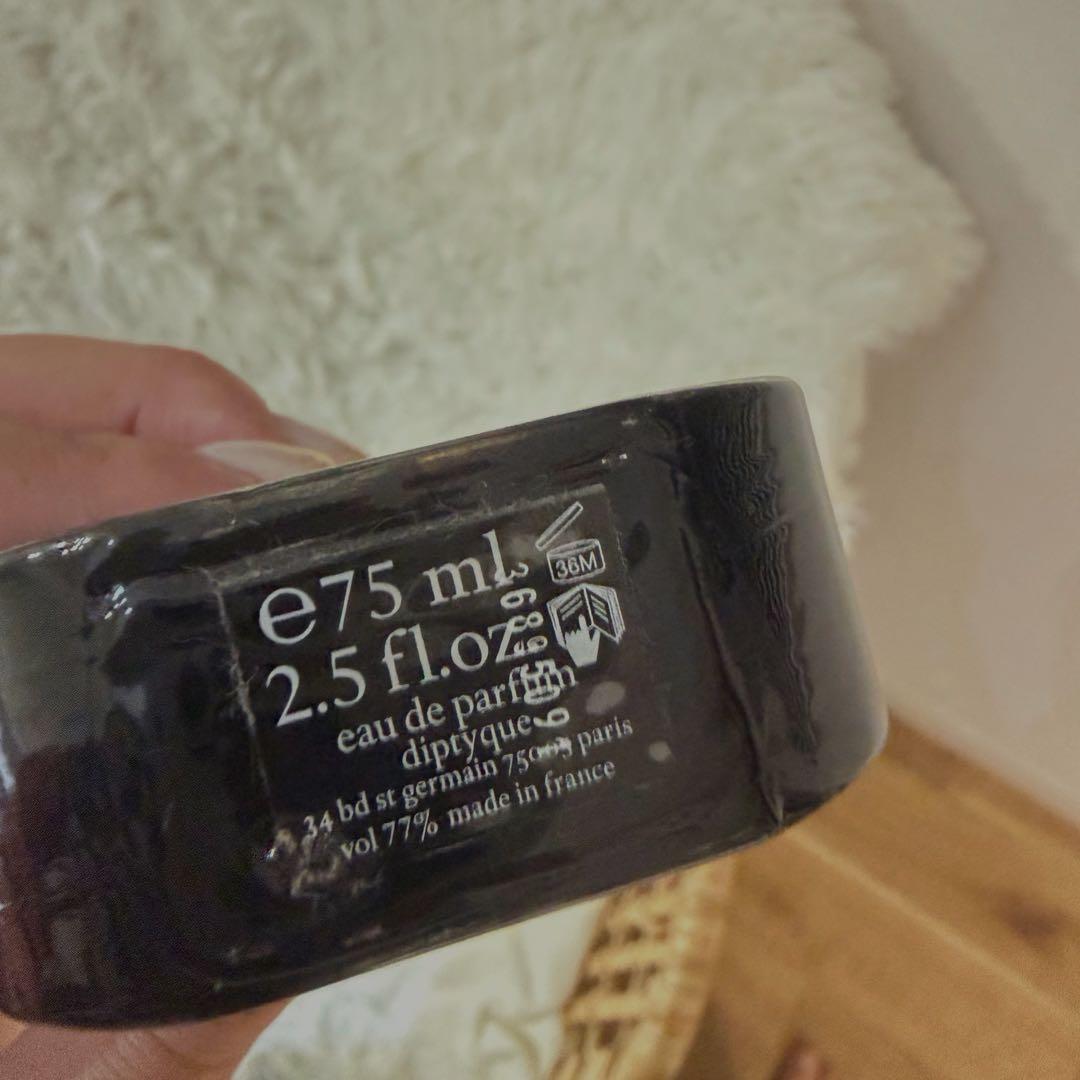 e75 ml
2.5 fl.oz
eau de parfum
diptyque
34 bd st germain 75005 paris
vol 77% made in france
36M